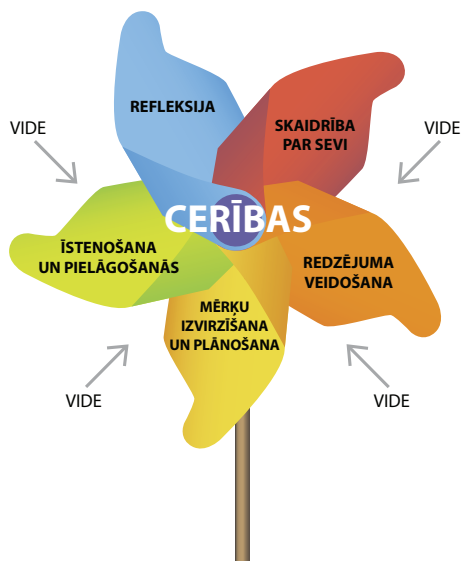 REFLEKSIJA
SKAIDRĪBA
PAR SEVI
VIDE
VIDE
CERĪBAS
ĪSTENOŠANA
UN PIELĀGOŠANĀS
REDZĒJUMA
VEIDOŠANA
MĒRĶU
IZVIRZĪŠANA
UN PLĀNOŠANA
VIDE
VIDE